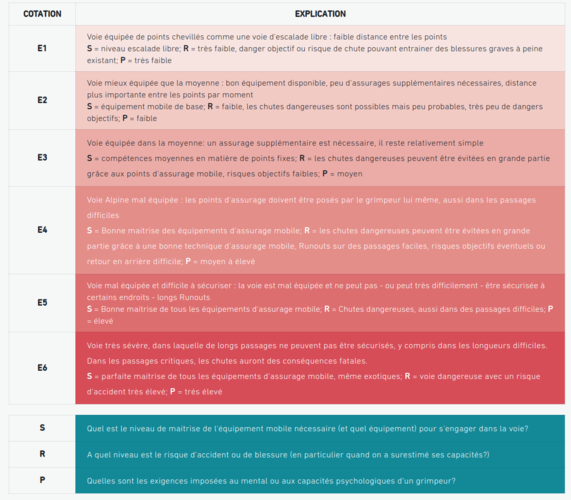 COTATION EXPLICATION
E1
Voie équipée de points chevillés comme une voie d'escalade libre : faible distance entre les points
S = niveau escalade libre; R = très faible, danger objectif ou risque de chute pouvant entrainer des blessures graves à peine
existant; P = très faible
E2
Voie mieux équipée que la moyenne : bon équipement disponible, peu d'assurages supplémentaires nécessaires, distance
plus importante entre les points par moment
S = équipement mobile de base; R = faible, les chutes dangereuses sont possibles mais peu probables, très peu de dangers
objectifs; P = faible
E3
Voie équipée dans la moyenne: un assurage supplémentaire est nécessaire, il reste relativement simple
S = compétences moyennes en matière de points fixes; R = les chutes dangereuses peuvent être évitées en grande partie
grâce aux points d'assurage mobile, risques objectifs faibles; P = moyen
E4
Voie Alpine mal équipée : les points d'assurage doivent être posés par le grimpeur lui même, aussi dans les passages
difficiles
S = Bonne maitrise des équipements d'assurage mobile; R = les chutes dangereuses peuvent être évitées en grande
partie grâce à une bonne technique d'assurage mobile, Runouts sur des passages faciles, risques objectifs éventuels ou
retour en arrière difficile; P = moyen à élevé
E5
Voie mal équipée et difficile à sécuriser : la voie est mal équipée et ne peut pas - ou peut très difficilement - être sécurisée à
certains endroits - longs Runouts
S = Bonne maitrise de tous les équipements d'assurage mobile; R = Chutes dangereuses, aussi dans des passages difficiles; P
= élevé
E6
Voie très sévère, dans laquelle de longs passages ne peuvent pas être sécurisés, y compris dans les longueurs difficiles.
Dans les passages critiques, les chutes auront des conséquences fatales.
S = parfaite maitrise de tous les équipements d'assurage mobile, même exotiques; R = voie dangereuse avec un risque
d'accident très élevé; P = très élevé
S Quel est le niveau de maitrise de l'équipement mobile nécessaire (et quel équipement) pour s'engager dans la voie?
R A quel niveau est le risque d'accident ou de blessure (en particulier quand on a surestimé ses capacités?)
P Quelles sont les exigences imposées au mental ou aux capacités psychologiques d'un grimpeur?